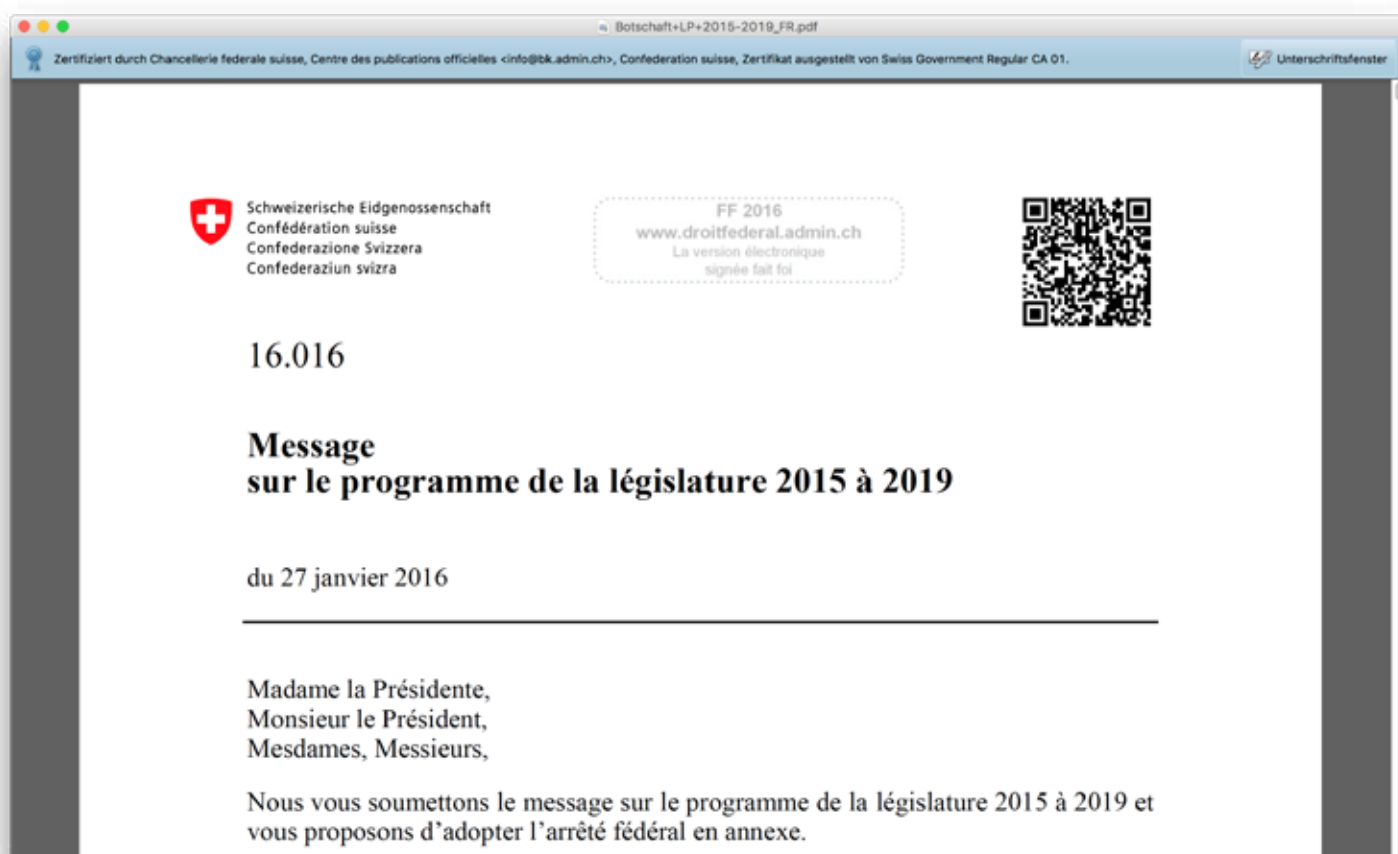 Botschaft+LP+2015-2019_FR.pdf
Zertifiziert durch Chancellerie federale suisse, Centre des publications officielles <info@bk.admin.ch>, Confederation suisse, Zertifikat ausgestellt von Swiss Government Regular CA 01.
Unterschriftsfenster
Schweizerische Eidgenossenschaft
Confédération suisse
Confederazione Svizzera
Confederaziun svizra
FF 2016
www.droitfederal.admin.ch
La version électronique
signée fait foi
16.016
Message
sur le programme de la législature 2015 à 2019
du 27 janvier 2016
Madame la Présidente,
Monsieur le Président,
Mesdames, Messieurs,
Nous vous soumettons le message sur le programme de la législature 2015 à 2019 et
vous proposons d’adopter l’arrêté fédéral en annexe.